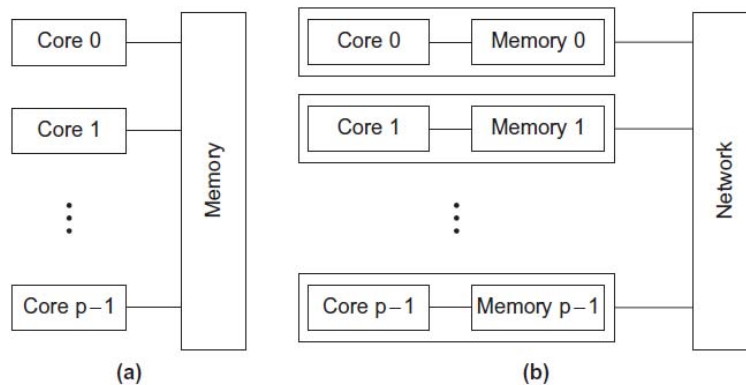 Core 0
Core 1
Core p−1
Memory
(a)
Core 0
Memory 0
Core 1
Memory 1
Core p−1
Memory p−1
Network
(b)